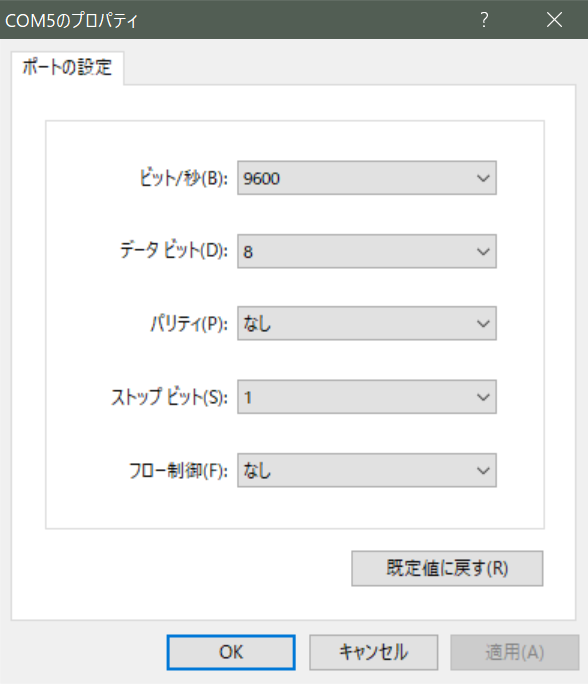 COM5のプロパティ
?
ポートの設定
ビット/秒(B): 9600
データ ビット(D): 8
パリティ(P): なし
ストップ ビット(S): 1
フロー制御(F): なし
既定値に戻す(R)
OK キャンセル 適用(A)